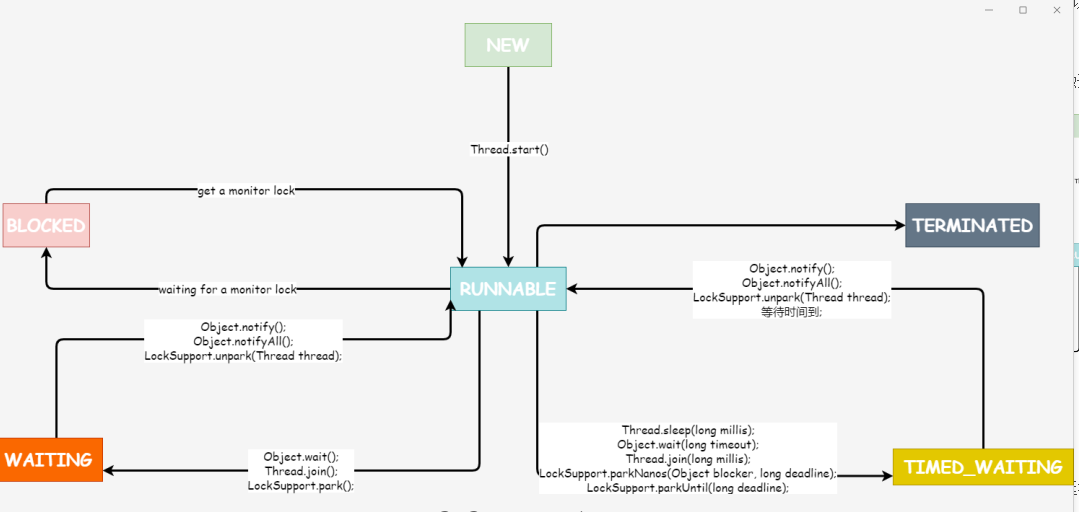 NEW
Thread.start()
get a monitor lock
BLOCKED
TERMINATED
RUNNABLE
waiting for a monitor lock
Object.notify();
Object.notifyAll();
LockSupport.unpark(Thread thread);
等待时间到;
Object.notify();
Object.notifyAll();
LockSupport.unpark(Thread thread);
WAITING
Object.wait();
Thread.join();
LockSupport.park();
Thread.sleep(long millis);
Object.wait(long timeout);
Thread.join(long millis);
LockSupport.parkNanos(Object blocker, long deadline);
LockSupport.parkUntil(long deadline);
TIMED_WAITING